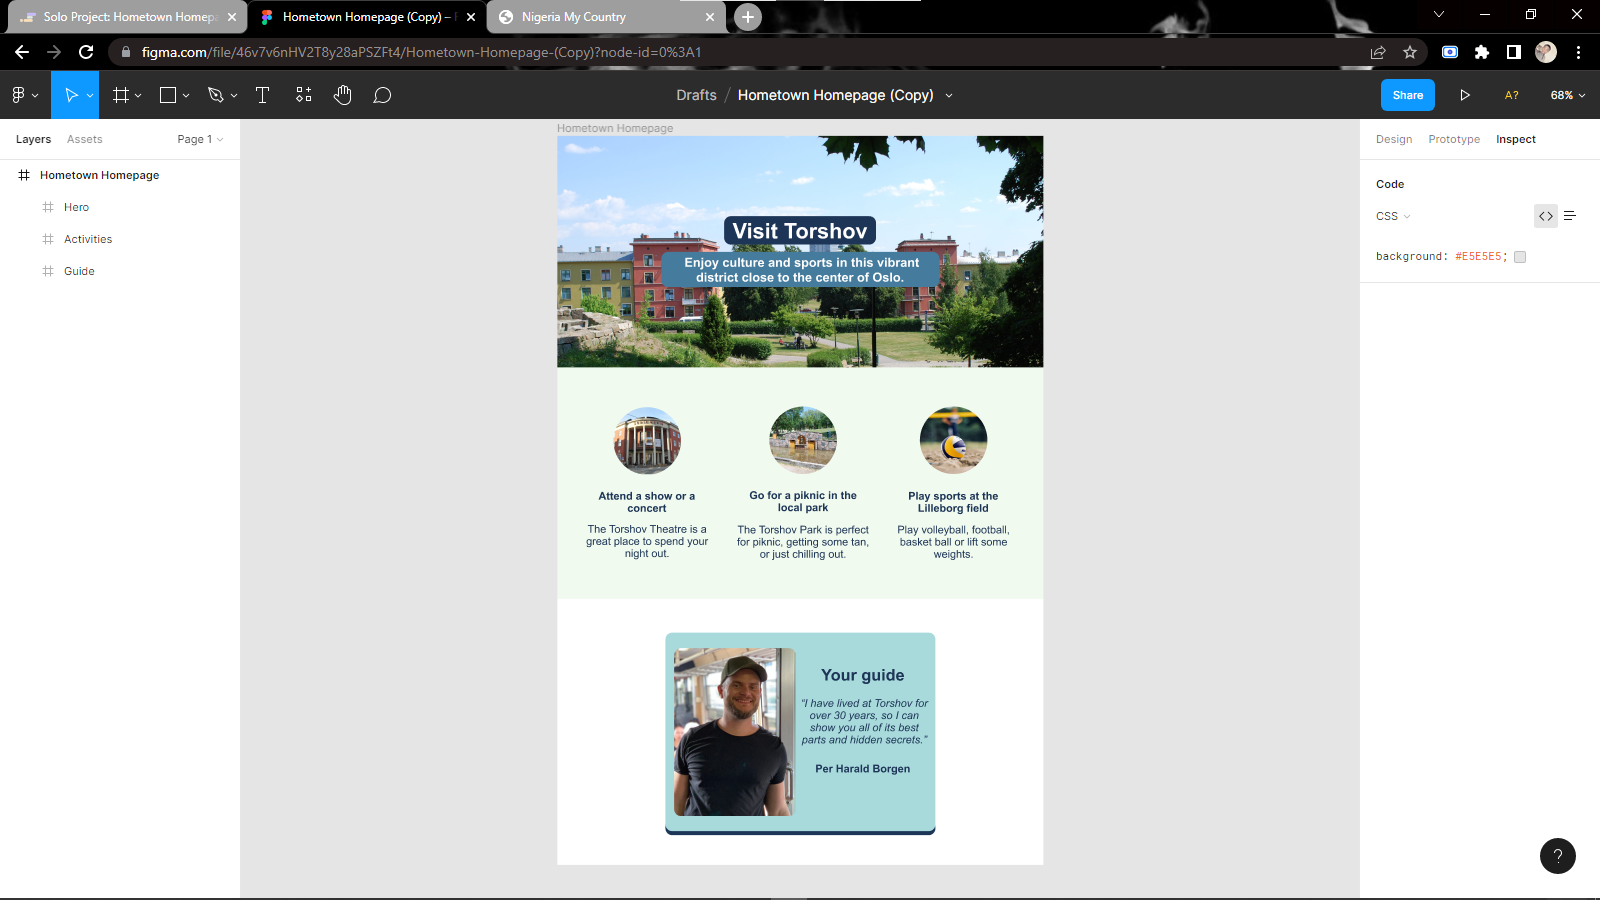 Solo Project: Hometown Homepa
Hometown Homepage (Copy) –
Nigeria My Country
figma.com/file/46v7v6nHV2T8y28aPSZFt4/Hometown-Homepage-(Copy)?node-id=0%3A1
Drafts / Hometown Homepage (Copy)
Share
A?
68%
Layers
Assets
Page 1
Hometown Homepage
Hero
Activities
Guide
Hometown Homepage
Visit Torshov
Enjoy culture and sports in this vibrant
district close to the center of Oslo.
Attend a show or a
concert
The Torshov Theatre is a
great place to spend your
night out.
Go for a piknic in the
local park
The Torshov Park is perfect
for piknic, getting some tan,
or just chilling out.
Play sports at the
Lilleborg field
Play volleyball, football,
basket ball or lift some
weights.
Your guide
“I have lived at Torshov for
over 30 years, so I can
show you all of its best
parts and hidden secrets.”
Per Harald Borgen
Design
Prototype
Inspect
Code
CSS
background: #E5E5E5;
?